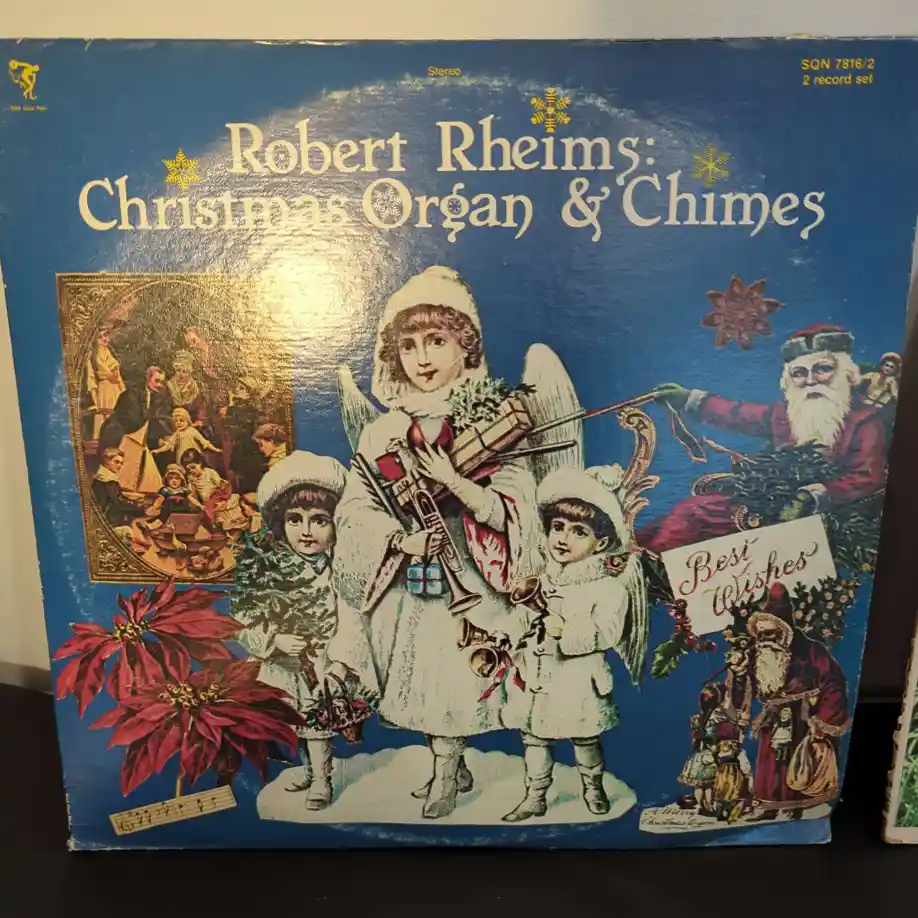 Stereo
SQN 7816/2
2 record set
Robert Rheims:
Christmas Organ & Chimes
Best
Wishes